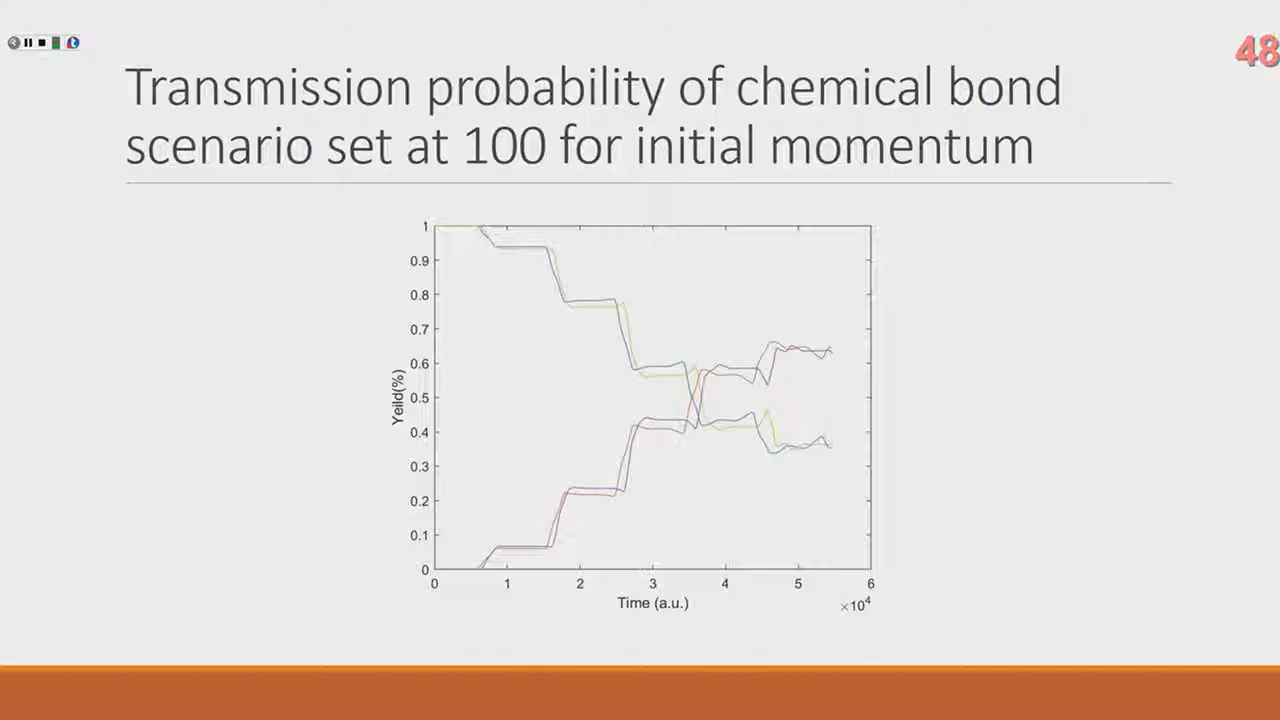 48
Transmission probability of chemical bond
scenario set at 100 for initial momentum
1
0.9
0.8
0.7
0.6
0.5
0.4
0.3
0.2
0.1
0
Yeild(%)
0 1 2 3 4 5 6
Time (a.u.)
×10⁴